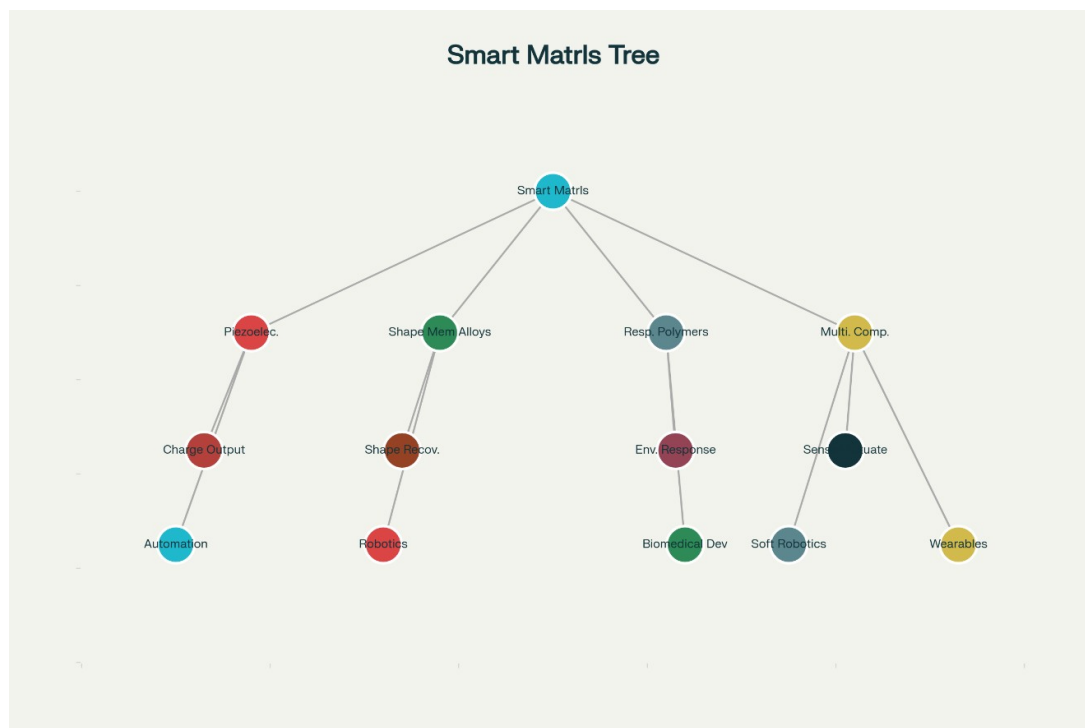 Smart Matrls Tree
Smart Matrls
Piezoelec.
Shape Mem Alloys
Resp. Polymers
Multi. Comp.
Charge Output
Shape Recov.
Env. Response
Automation
Robotics
Biomedical Dev
Soft Robotics
Wearables